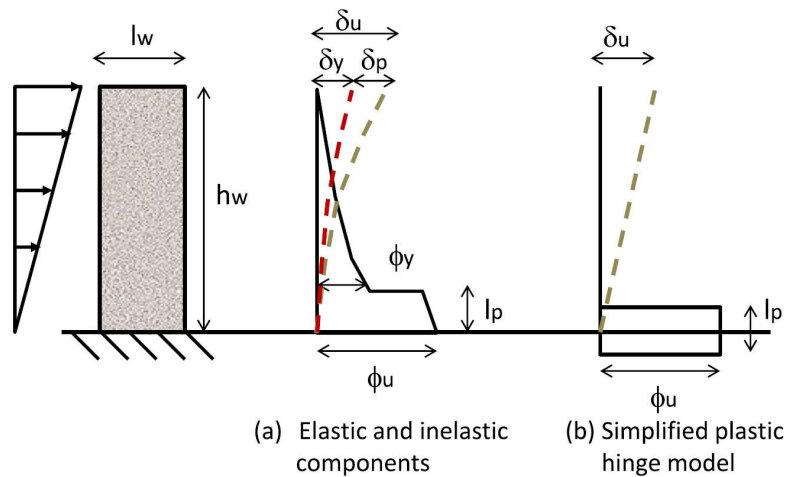 lw
hw
δu
δy
δp
ϕy
lp
ϕu
(a) Elastic and inelastic
components
δu
lp
ϕu
(b) Simplified plastic
hinge model